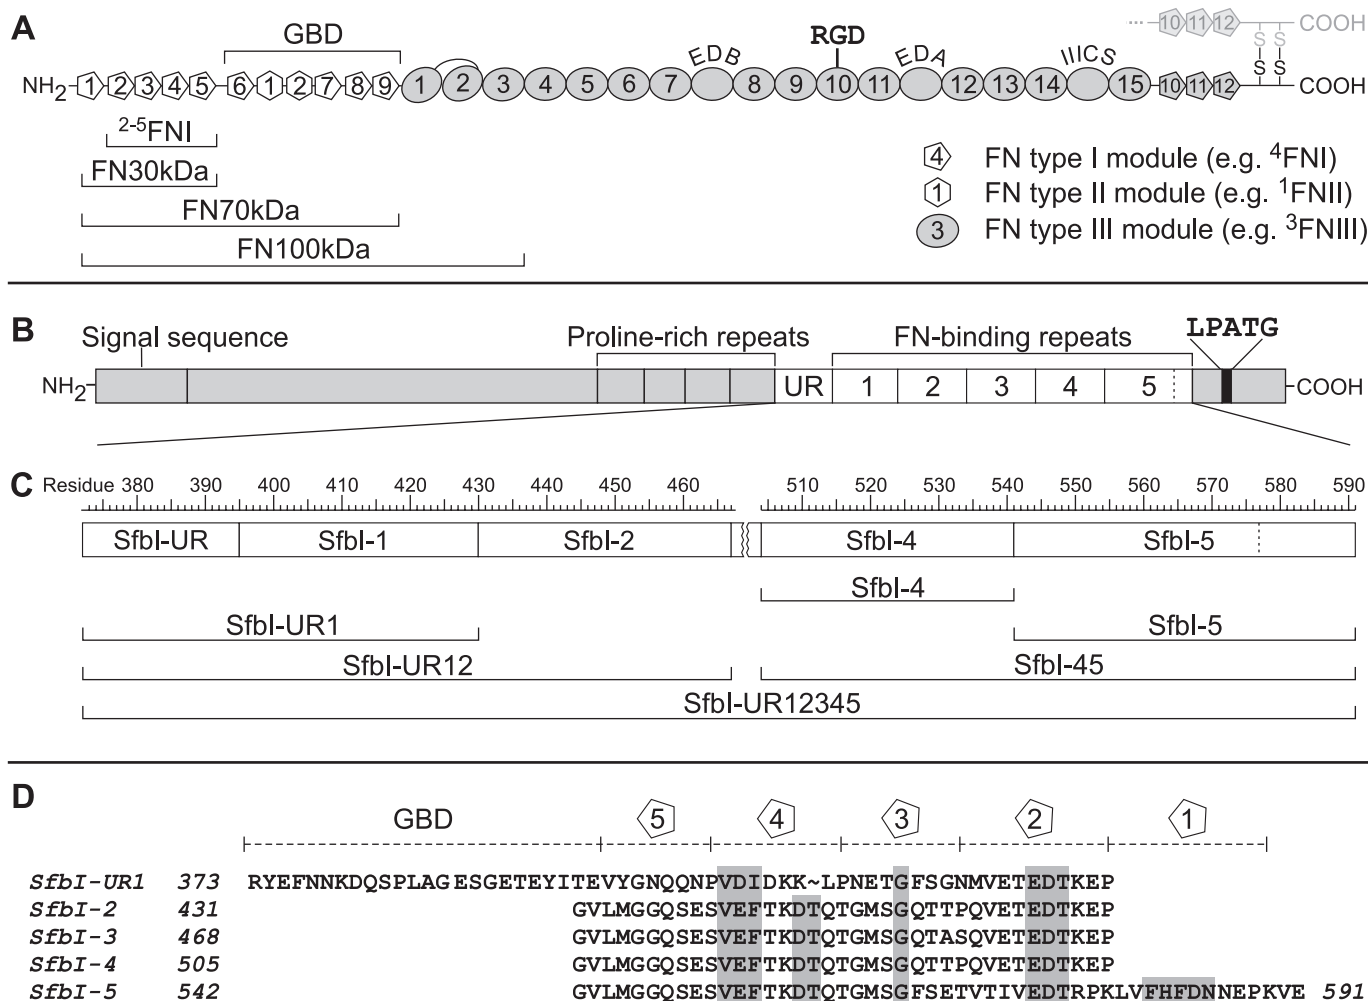 A
GBD
RGD
EDB
EDA
IIICS
10 11 12
COOH
S S
S S
NH2
1 2 3 4 5 6 1 2 7 8 9 1 2 3 4 5 6 7 8 9 10 11 12 13 14 15 10 11 12
COOH
2-5FNI
FN30kDa
FN70kDa
FN100kDa
4 FN type I module (e.g. 4FNI)
1 FN type II module (e.g. 1FNII)
3 FN type III module (e.g. 3FNIII)
B
Signal sequence
Proline-rich repeats
FN-binding repeats
LPATG
NH2
UR 1 2 3 4 5
COOH
C
Residue 380 390 400 410 420 430 440 450 460 510 520 530 540 550 560 570 580 590
SfbI-UR SfbI-1 SfbI-2 SfbI-4 SfbI-5
SfbI-4
SfbI-UR1 SfbI-5
SfbI-UR12 SfbI-45
SfbI-UR12345
D
GBD 5 4 3 2 1
SfbI-UR1 373 RYEFNNKDQSPLAGESGETEYITEVYGNQQNPVDIDKK~LPNETGFSGNMVETEDTKEP
SfbI-2 431 GVLMGGQSESVEFTKDTQTGMSGQTTPQVETEDTKEP
SfbI-3 468 GVLMGGQSESVEFTKDTQTGMSGQTASQVETEDTKEP
SfbI-4 505 GVLMGGQSESVEFTKDTQTGMSGQTTPQVETEDTKEP
SfbI-5 542 GVLMGGQSESVEFTKDTQTGMSGFSETVTIVEDTRPKLVFHFDNNEPKVE 591